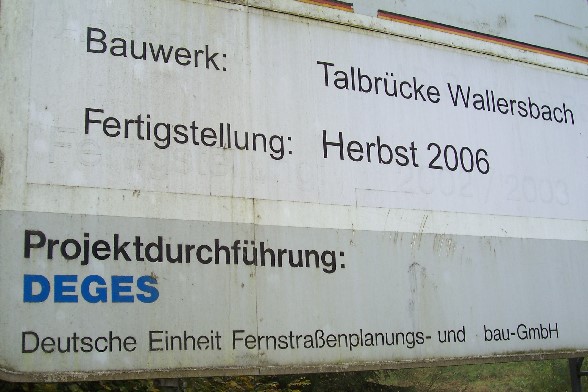 Bauwerk: Talbrücke Wallersbach
Fertigstellung: Herbst 2006
Projektdurchführung:
DEGES
Deutsche Einheit Fernstraßenplanungs- und bau-GmbH